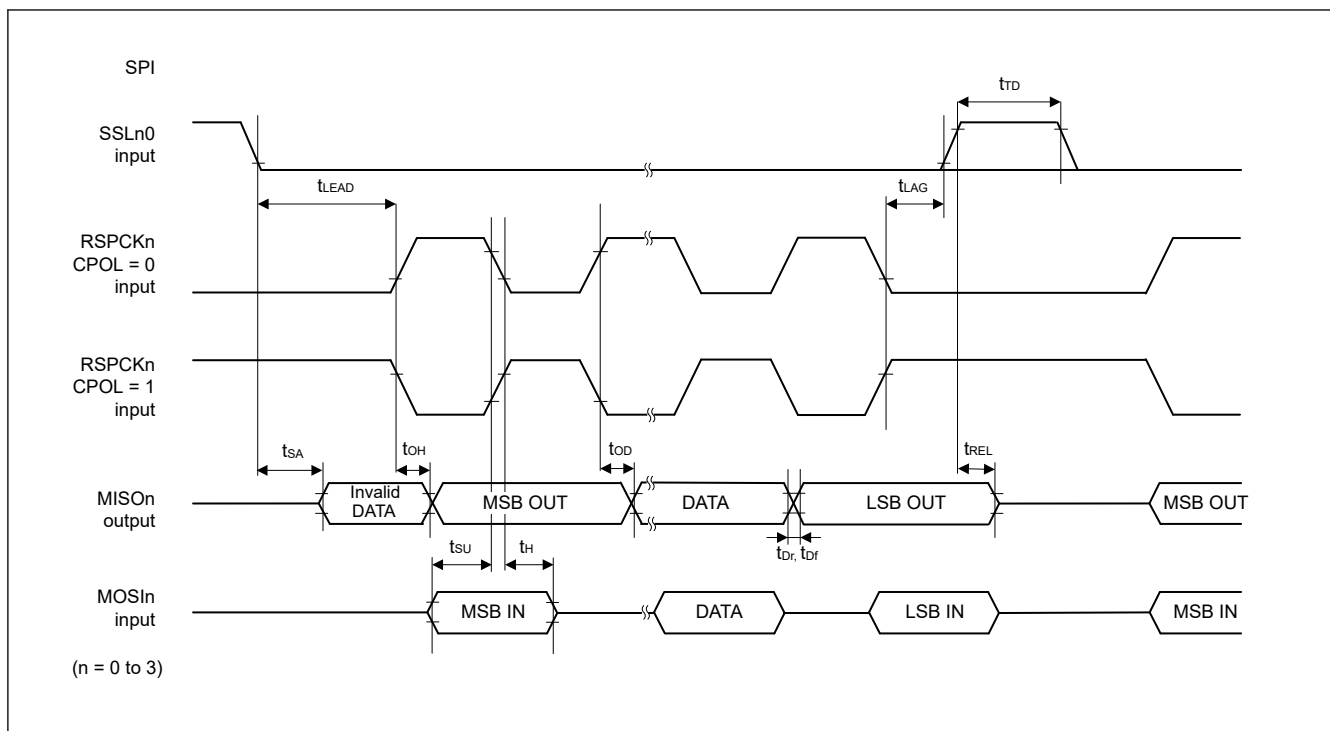 SPI
tTD
SSLn0
input
tLEAD
tLAG
RSPCKn
CPOL = 0
input
RSPCKn
CPOL = 1
input
tSA
tOH
tOD
tREL
MISOn
output
Invalid
DATA
MSB OUT
DATA
LSB OUT
MSB OUT
tSU
tH
tDr, tDf
MOSIn
input
MSB IN
DATA
LSB IN
MSB IN
(n = 0 to 3)